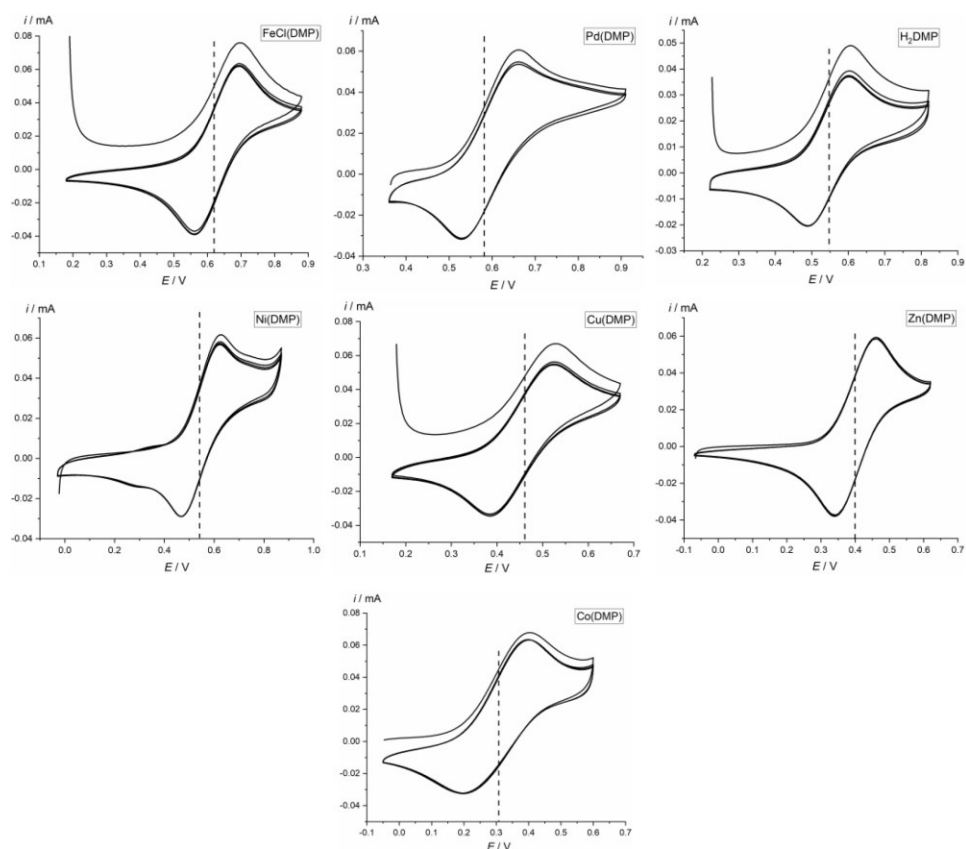 i / mA
FeCl(DMP)
0.08
0.06
0.04
0.02
0.00
-0.02
-0.04
0.1 0.2 0.3 0.4 0.5 0.6 0.7 0.8 0.9
E / V
i / mA
Pd(DMP)
0.08
0.06
0.04
0.02
0.00
-0.02
-0.04
0.3 0.4 0.5 0.6 0.7 0.8 0.9
E / V
i / mA
H2DMP
0.05
0.04
0.03
0.02
0.01
0.00
-0.01
-0.02
-0.03
0.2 0.3 0.4 0.5 0.6 0.7 0.8
E / V
i / mA
Ni(DMP)
0.08
0.06
0.04
0.02
0.00
-0.02
-0.04
0.0 0.2 0.4 0.6 0.8 1.0
E / V
i / mA
Cu(DMP)
0.08
0.06
0.04
0.02
0.00
-0.02
-0.04
0.1 0.2 0.3 0.4 0.5 0.6 0.7
E / V
i / mA
Zn(DMP)
0.08
0.06
0.04
0.02
0.00
-0.02
-0.04
-0.1 0.0 0.1 0.2 0.3 0.4 0.5 0.6 0.7
E / V
i / mA
Co(DMP)
0.08
0.06
0.04
0.02
0.00
-0.02
-0.04
-0.1 0.0 0.1 0.2 0.3 0.4 0.5 0.6 0.7
E / V